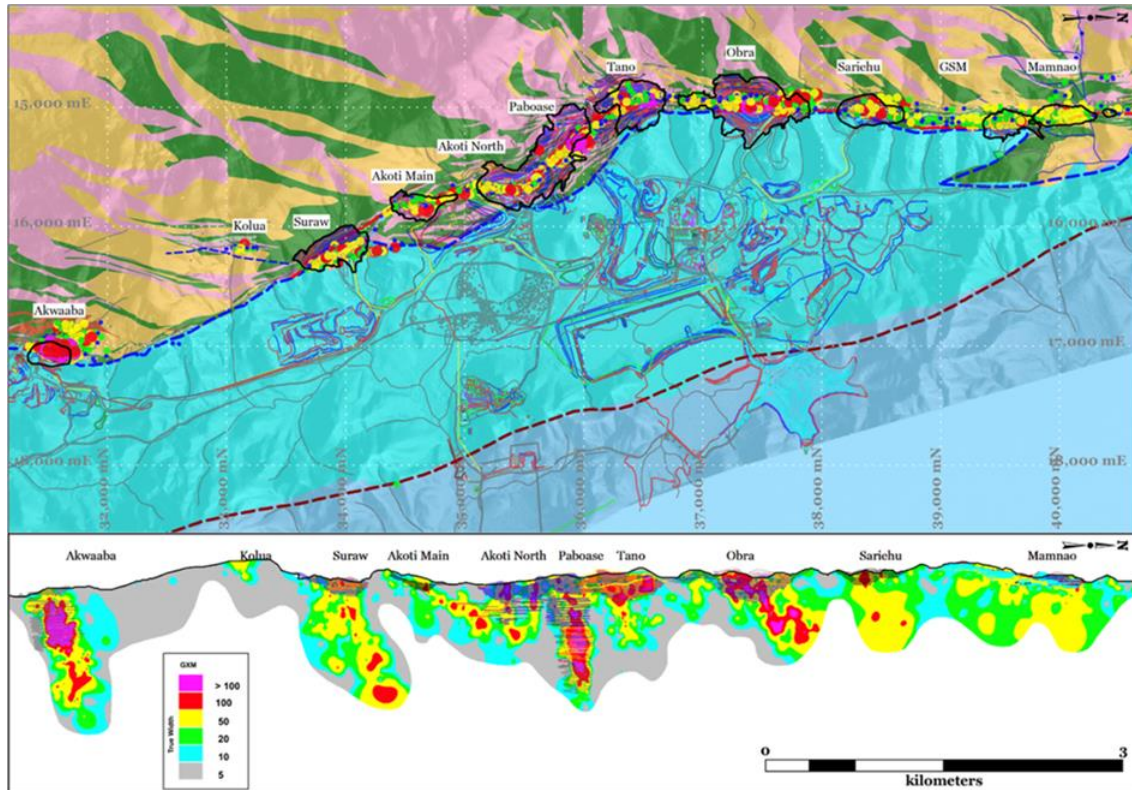 N
Obra
Tano
Sariehu
GSM
Mamnao
15,000 mE
Paboase
Akoti North
Akoti Main
16,000 mE
16,000 mE
Kolua
Suraw
Akwaaba
17,000 mE
18,000 mE
18,000 mE
32,000 mN
33,000 mN
34,000 mN
35,000 mN
36,000 mN
37,000 mN
38,000 mN
39,000 mN
40,000 mN
N
Akwaaba
Kolua
Suraw
Akoti Main
Akoti North
Paboase
Tano
Obra
Sariehu
Mamnao
GXM
True Width
> 100
100
50
20
10
5
0
3
kilometers